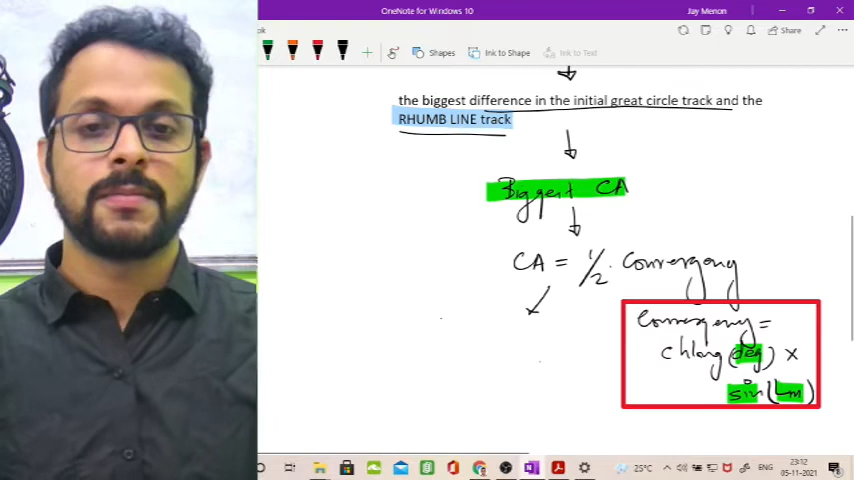 OneNote for Windows 10
Jay Menon
Shapes
Ink to Shape
Ink to Text
Share
the biggest difference in the initial great circle track and the
RHUMB LINE track
Biggest CA
CA = 1/2 · Convergency
Convergency =
chlong (deg) ×
sin (Lm)
25°C
ENG
23:12
05-11-2021